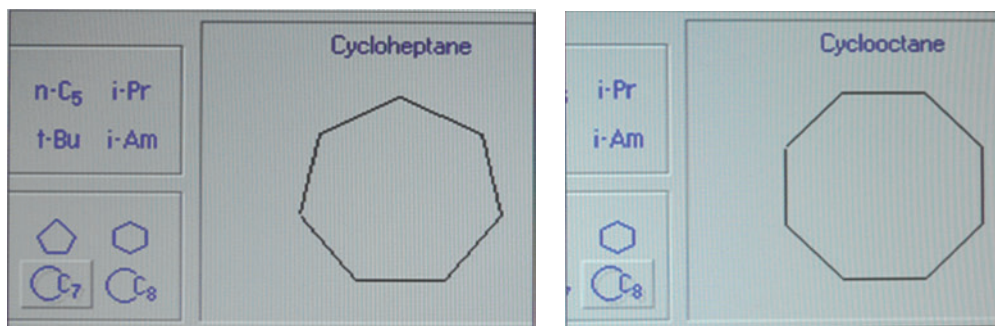 Cycloheptane
n-C₅ i-Pr
t-Bu i-Am
C₇ C₈
Cyclooctane
i-Pr
i-Am
C₈